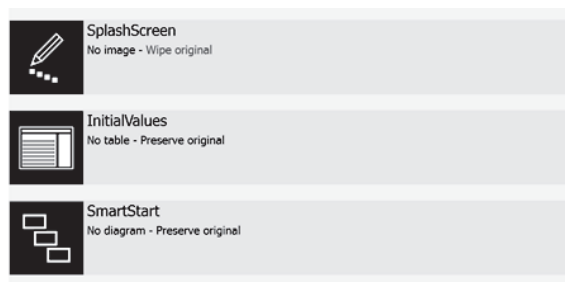 SplashScreen
No image - Wipe original
InitialValues
No table - Preserve original
SmartStart
No diagram - Preserve original